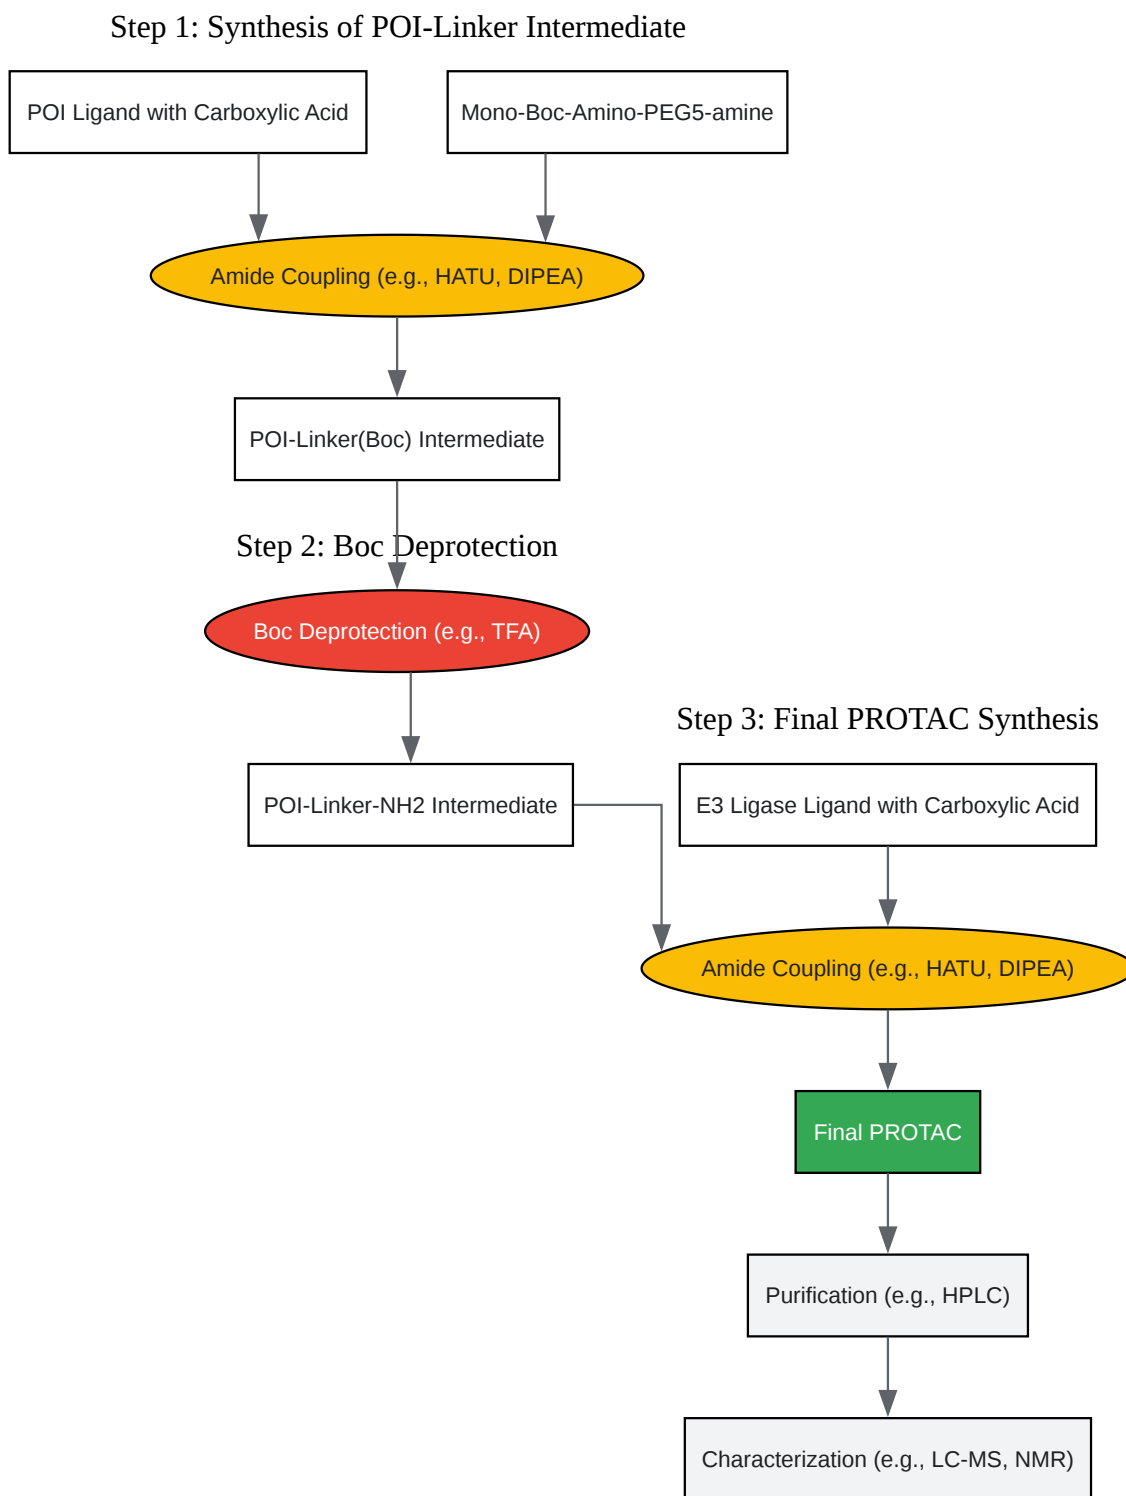 Step 1: Synthesis of POI-Linker Intermediate
POI Ligand with Carboxylic Acid
Mono-Boc-Amino-PEG5-amine
Amide Coupling (e.g., HATU, DIPEA)
POI-Linker(Boc) Intermediate
Step 2: Boc Deprotection
Boc Deprotection (e.g., TFA)
Step 3: Final PROTAC Synthesis
POI-Linker-NH2 Intermediate
E3 Ligase Ligand with Carboxylic Acid
Amide Coupling (e.g., HATU, DIPEA)
Final PROTAC
Purification (e.g., HPLC)
Characterization (e.g., LC-MS, NMR)